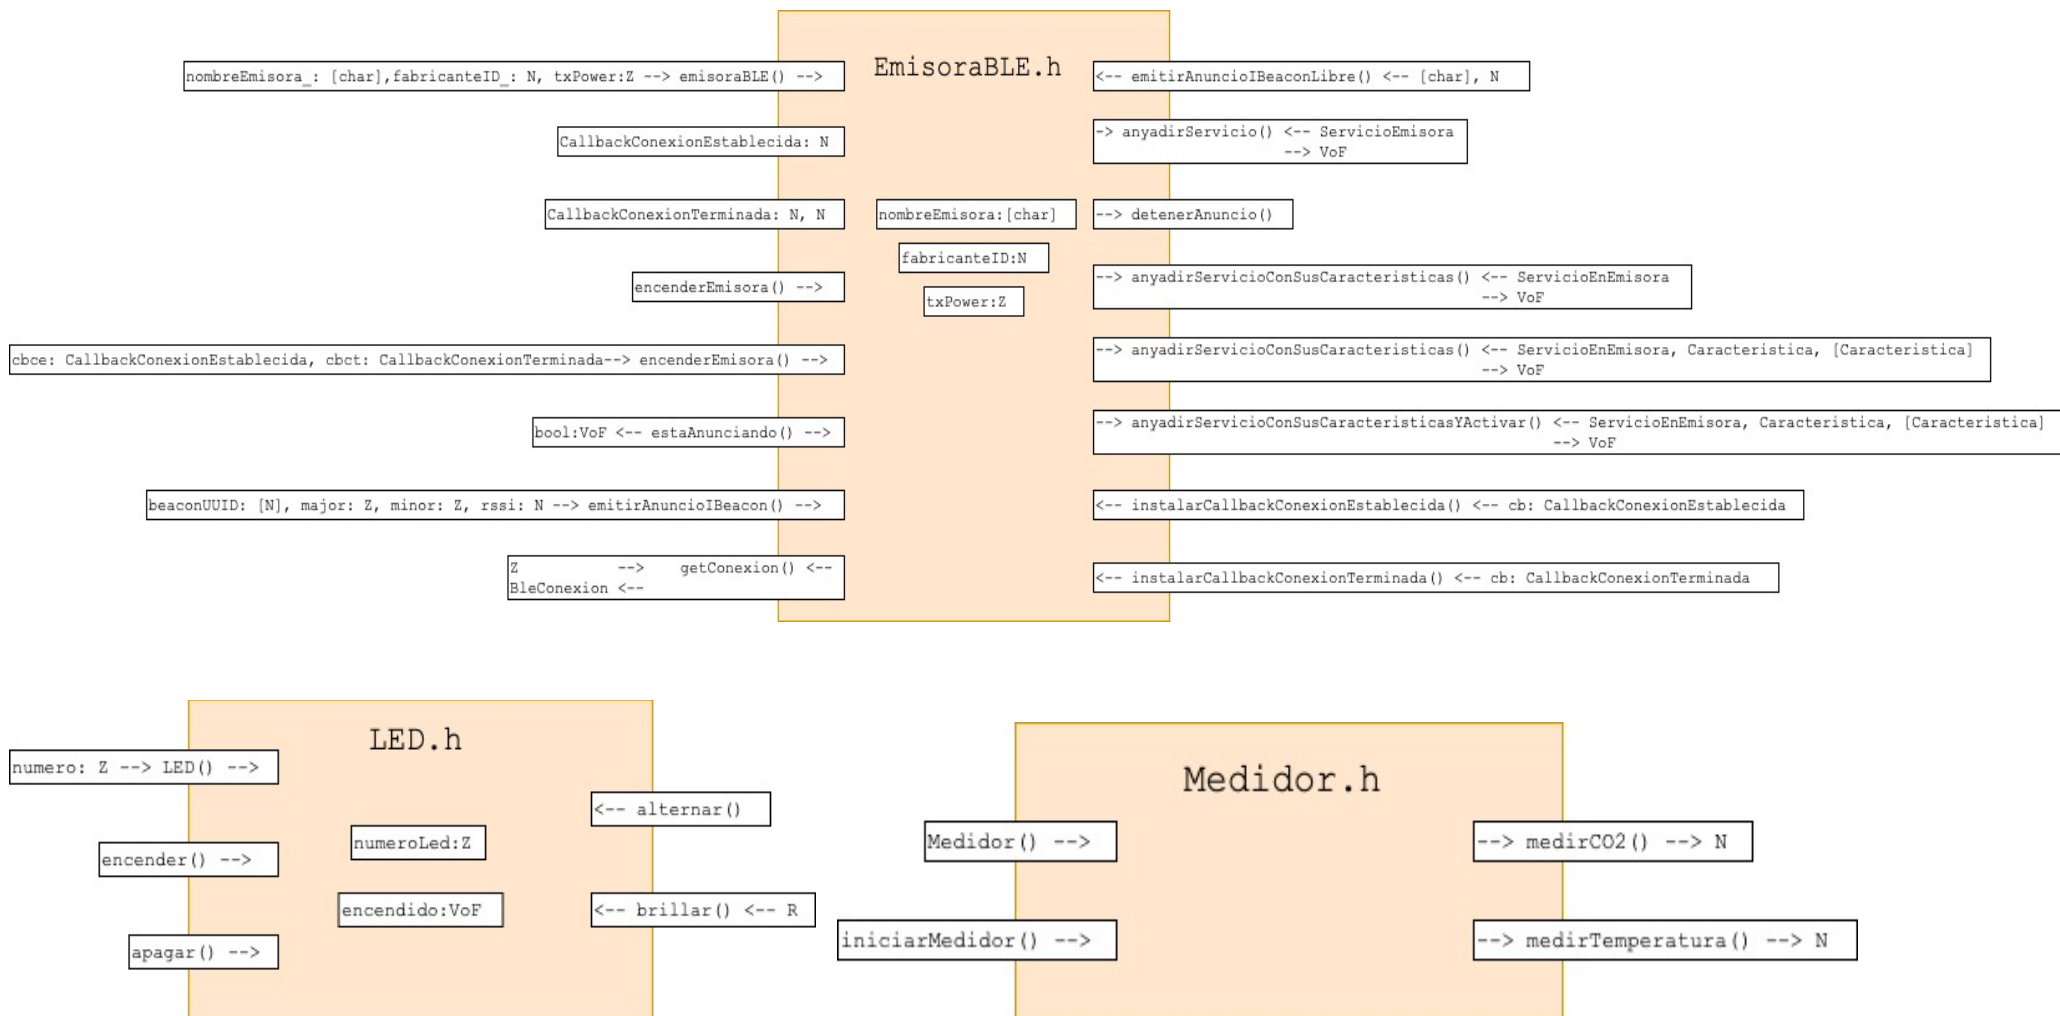 EmisoraBLE.h
nombreEmisora_: [char],fabricanteID_: N, txPower:Z --> emisoraBLE() -->
CallbackConexionEstablecida: N
CallbackConexionTerminada: N, N
encenderEmisora() -->
cbce: CallbackConexionEstablecida, cbct: CallbackConexionTerminada--> encenderEmisora() -->
bool:VoF <-- estaAnunciando() -->
beaconUUID: [N], major: Z, minor: Z, rssi: N --> emitirAnuncioIBeacon() -->
Z --> getConexion() <--
BleConexion <--
nombreEmisora:[char]
fabricanteID:N
txPower:Z
<-- emitirAnuncioIBeaconLibre() <-- [char], N
-> anyadirServicio() <-- ServicioEmisora
--> VoF
--> detenerAnuncio()
--> anyadirServicioConSusCaracteristicas() <-- ServicioEnEmisora
--> VoF
--> anyadirServicioConSusCaracteristicas() <-- ServicioEnEmisora, Caracteristica, [Caracteristica]
--> VoF
--> anyadirServicioConSusCaracteristicasYActivar() <-- ServicioEnEmisora, Caracteristica, [Caracteristica]
--> VoF
<-- instalarCallbackConexionEstablecida() <-- cb: CallbackConexionEstablecida
<-- instalarCallbackConexionTerminada() <-- cb: CallbackConexionTerminada
LED.h
numero: Z --> LED() -->
encender() -->
apagar() -->
numeroLed:Z
encendido:VoF
<-- alternar()
<-- brillar() <-- R
Medidor.h
Medidor() -->
iniciarMedidor() -->
--> medirCO2() --> N
--> medirTemperatura() --> N